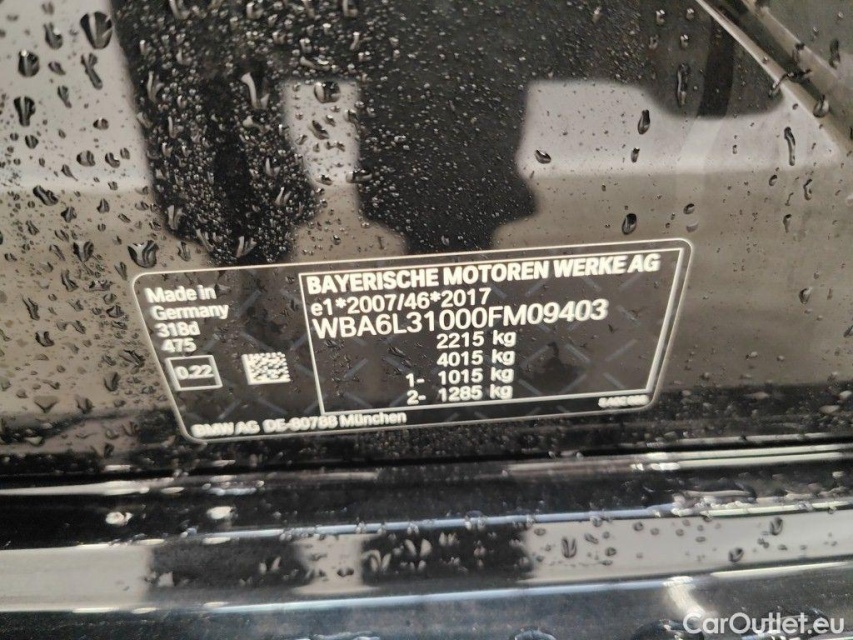 Made in
Germany
318d
475
0.22
BAYERISCHE MOTOREN WERKE AG
e1*2007/46*2017
WBA6L31000FM09403
2215 kg
4015 kg
1- 1015 kg
2- 1285 kg
BMW AG DE-80788 München
CarOutlet.eu